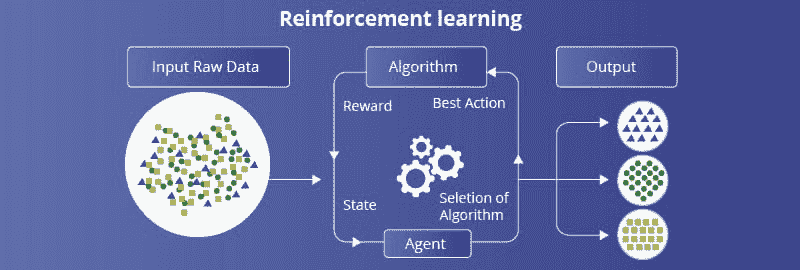 Reinforcement learning
Input Raw Data
Algorithm
Output
Reward
Best Action
State
Seletion of
Algorithm
Agent